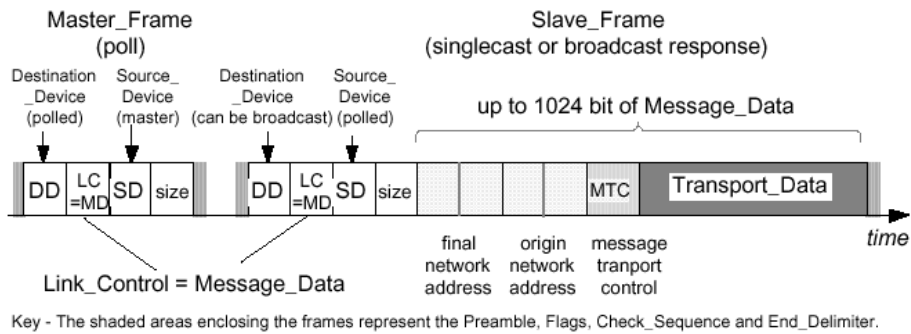 Master_Frame
(poll)
Slave_Frame
(singlecast or broadcast response)
Destination
_Device
(polled)
Source_
Device
(master)
Destination
_Device
(can be broadcast)
Source_
Device
(polled)
up to 1024 bit of Message_Data
DD
LC
=MD
SD
size
DD
LC
=MD
SD
size
MTC
Transport_Data
time
final
network
address
origin
network
address
message
tranport
control
Link_Control = Message_Data
Key - The shaded areas enclosing the frames represent the Preamble, Flags, Check_Sequence and End_Delimiter.